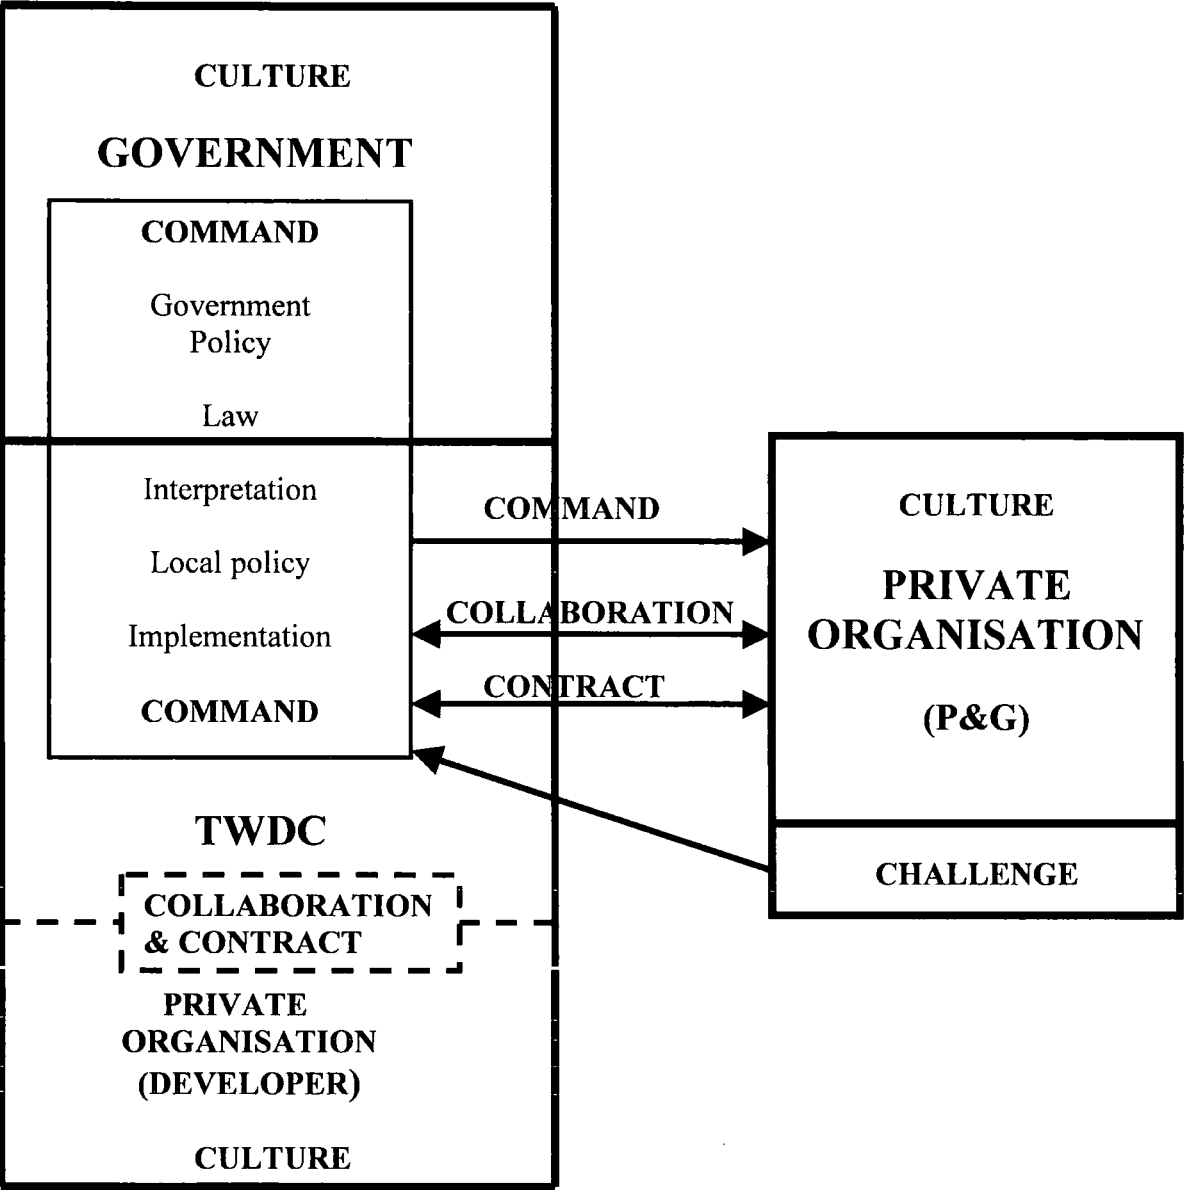 CULTURE
GOVERNMENT
COMMAND
Government
Policy
Law
Interpretation
Local policy
Implementation
COMMAND
TWDC
COLLABORATION
& CONTRACT
PRIVATE
ORGANISATION
(DEVELOPER)
CULTURE
COMMAND
COLLABORATION
CONTRACT
CULTURE
PRIVATE
ORGANISATION
(P&G)
CHALLENGE